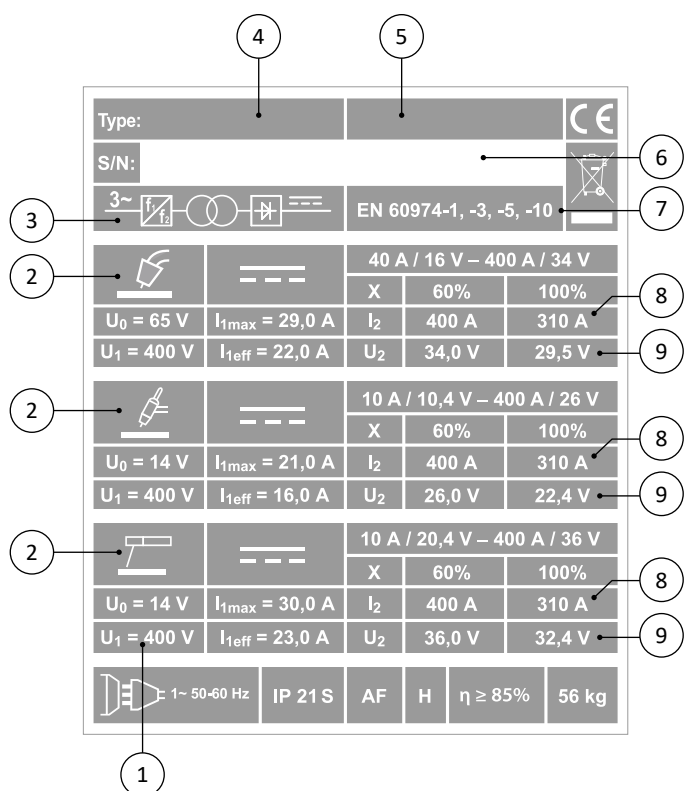 4 5
Type: CE
S/N: 6
3~ f1 f2 EN 60974-1, -3, -5, -10 7
3
40 A / 16 V – 400 A / 34 V
2 X 60% 100% 8
U0 = 65 V I1max = 29,0 A I2 400 A 310 A
U1 = 400 V I1eff = 22,0 A U2 34,0 V 29,5 V 9
10 A / 10,4 V – 400 A / 26 V
2 X 60% 100% 8
U0 = 14 V I1max = 21,0 A I2 400 A 310 A
U1 = 400 V I1eff = 16,0 A U2 26,0 V 22,4 V 9
10 A / 20,4 V – 400 A / 36 V
2 X 60% 100% 8
U0 = 14 V I1max = 30,0 A I2 400 A 310 A
U1 = 400 V I1eff = 23,0 A U2 36,0 V 32,4 V 9
1~ 50-60 Hz IP 21 S AF H η ≥ 85% 56 kg
1